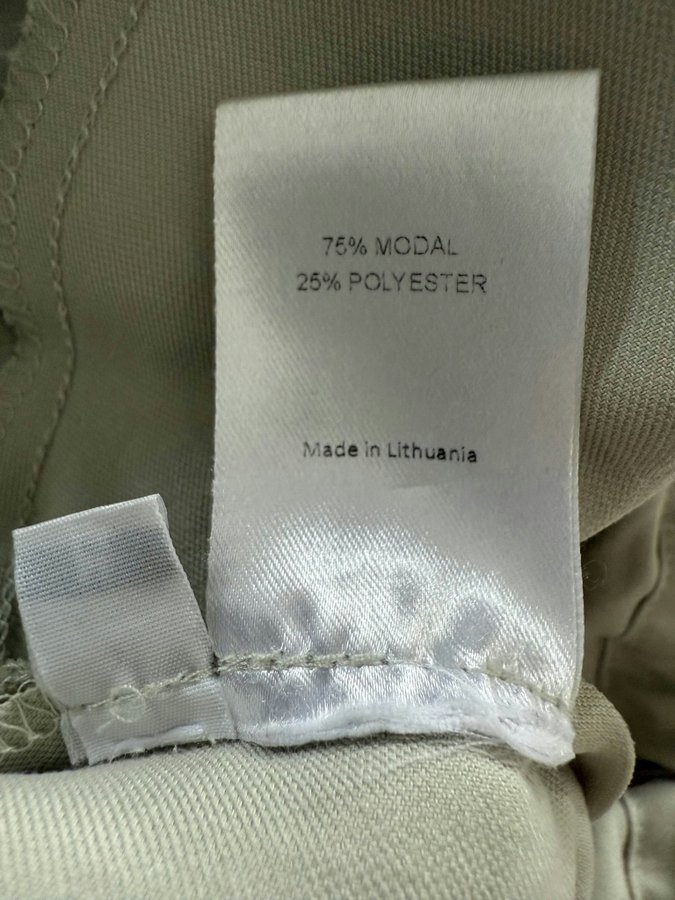 75% MODAL
25% POLYESTER
Made in Lithuania